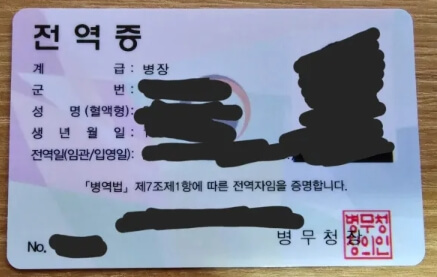 전역증
계 급 : 병장
군 번 :
성 명 (혈액형) :
생 년 월 일 :
전역일(임관/입영일) :
「병역법」 제7조제1항에 따른 전역자임을 증명합니다.
병 무 청 장
병무청
장의인
No.